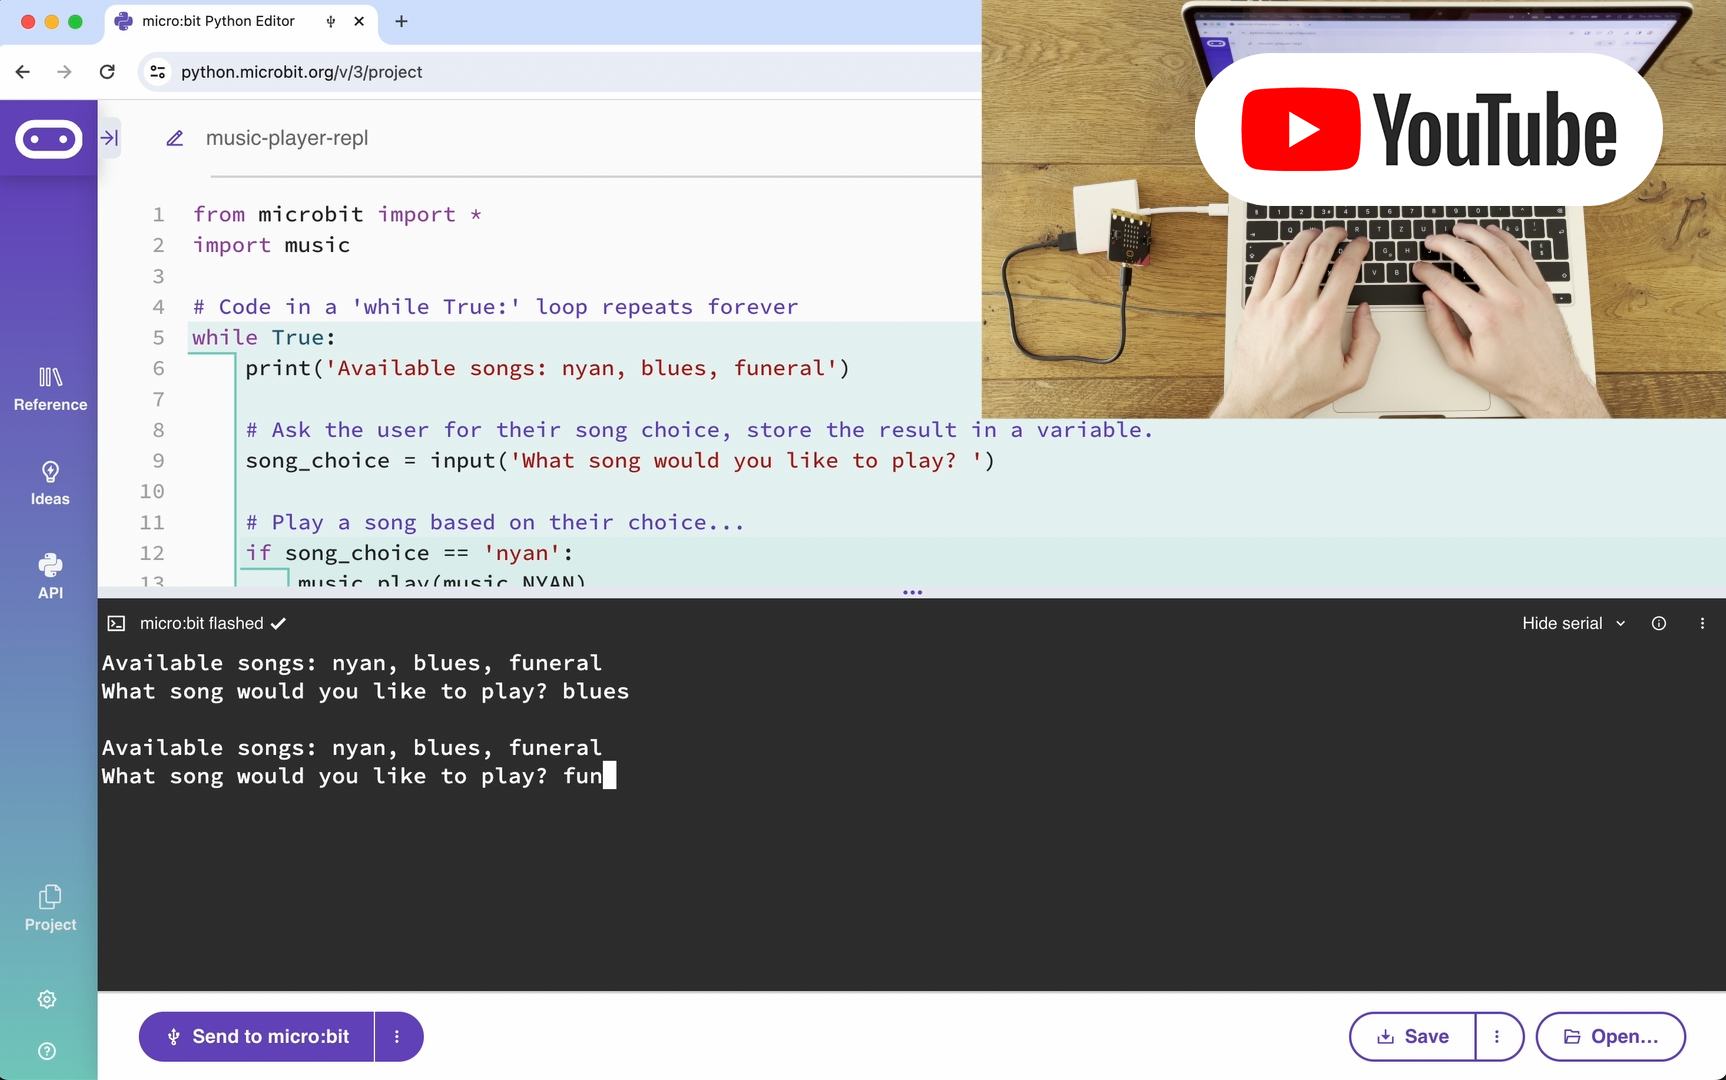 micro:bit Python Editor
python.microbit.org/v/3/project
YouTube
music-player-repl
1 from microbit import *
2 import music
3
4 # Code in a 'while True:' loop repeats forever
5 while True:
6 print('Available songs: nyan, blues, funeral')
7
8 # Ask the user for their song choice, store the result in a variable.
9 song_choice = input('What song would you like to play? ')
10
11 # Play a song based on their choice...
12 if song_choice == 'nyan':
13 music.play(music.NYAN)
Reference
Ideas
API
Project
micro:bit flashed
Hide serial
Available songs: nyan, blues, funeral
What song would you like to play? blues
Available songs: nyan, blues, funeral
What song would you like to play? fun
Send to micro:bit
Save
Open...